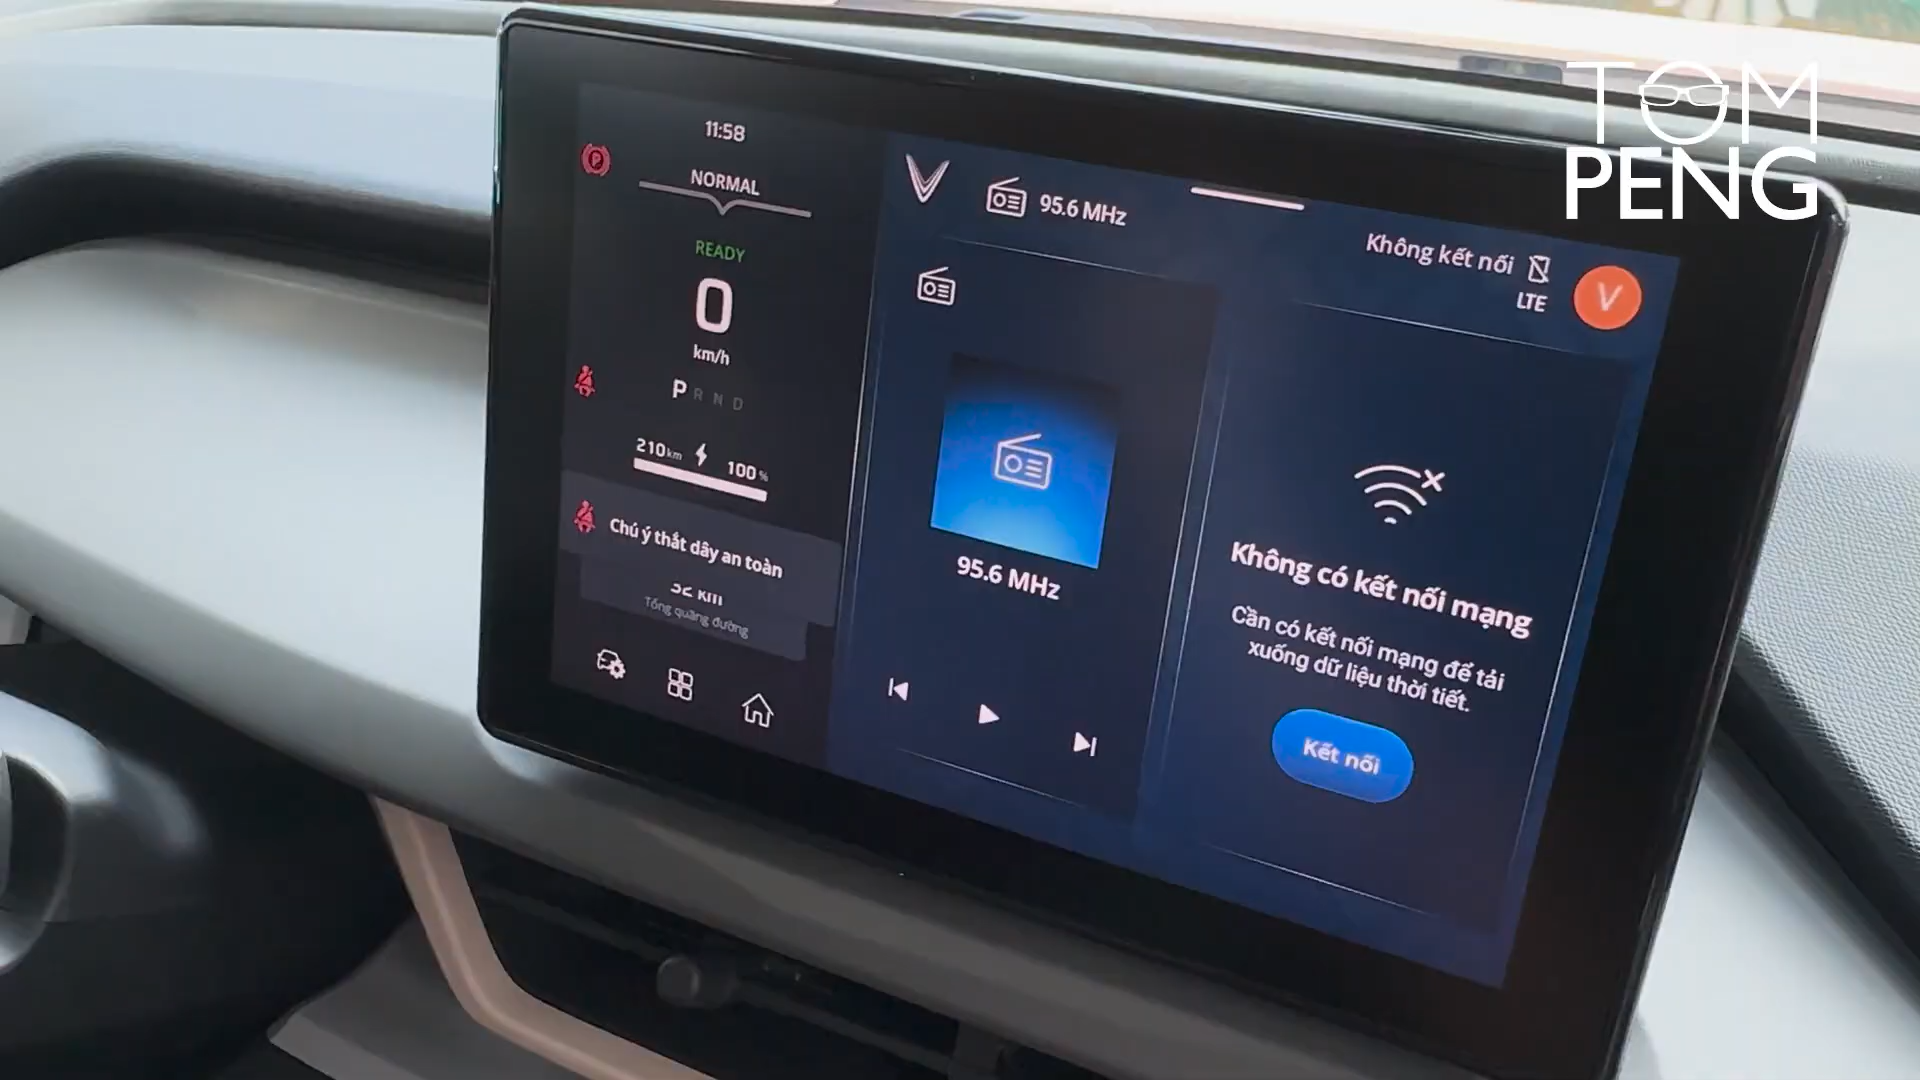 TOM
PENG
11:58
NORMAL
READY
0
km/h
P R N D
210 km 100 %
Chú ý thắt dây an toàn
Tổng quãng đường
95.6 MHz
Không kết nối
LTE
V
95.6 MHz
Không có kết nối mạng
Cần có kết nối mạng để tải
xuống dữ liệu thời tiết.
Kết nối